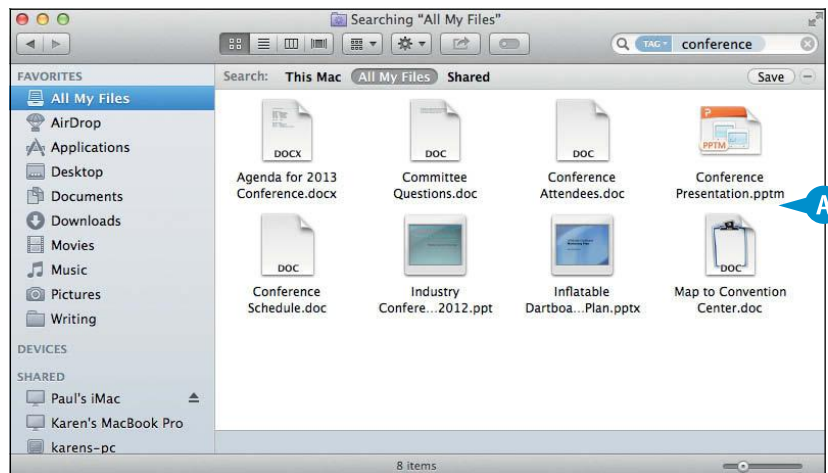 Searching "All My Files"
TAG conference
FAVORITES
All My Files
AirDrop
Applications
Desktop
Documents
Downloads
Movies
Music
Pictures
Writing
DEVICES
SHARED
Paul's iMac
Karen's MacBook Pro
karens-pc
Search: This Mac All My Files Shared Save
DOCX DOC DOC P PPTM
Agenda for 2013 Committee Conference Conference
Conference.docx Questions.doc Attendees.doc Presentation.pptm
A
DOC DOC
Conference Industry Inflatable Map to Convention
Schedule.doc Confere...2012.ppt Dartboa...Plan.pptx Center.doc
8 items